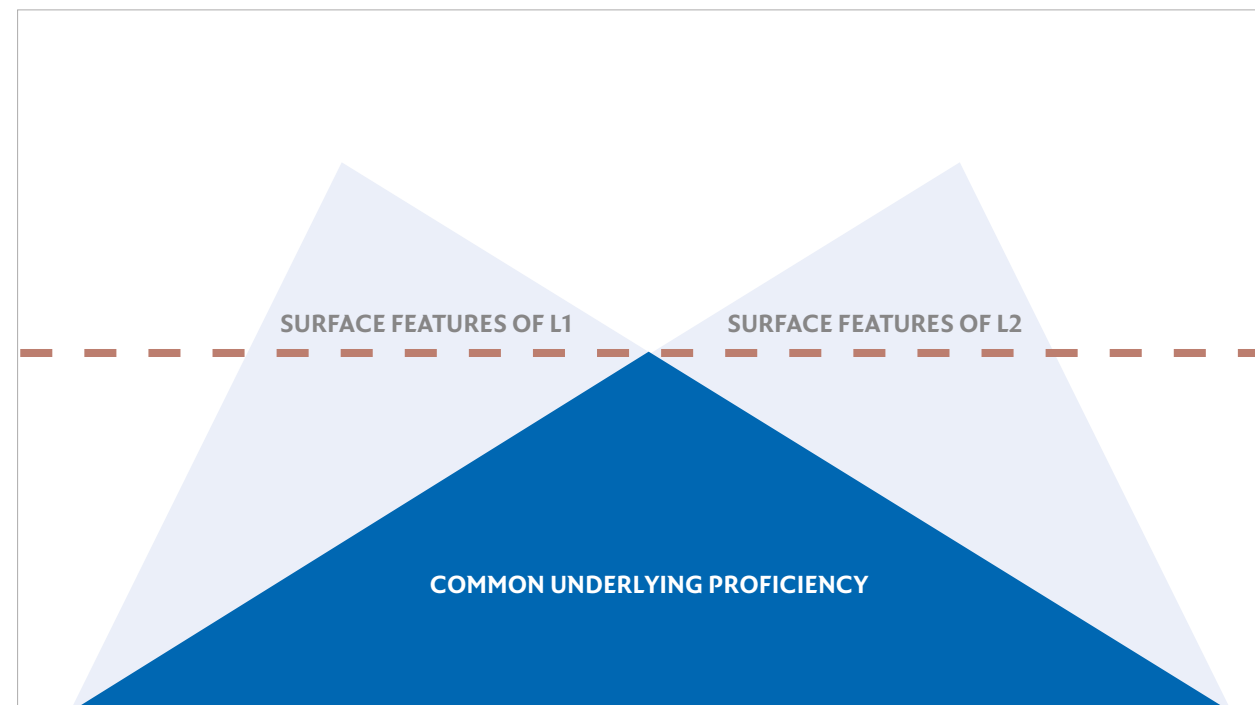 SURFACE FEATURES OF L1
SURFACE FEATURES OF L2
COMMON UNDERLYING PROFICIENCY